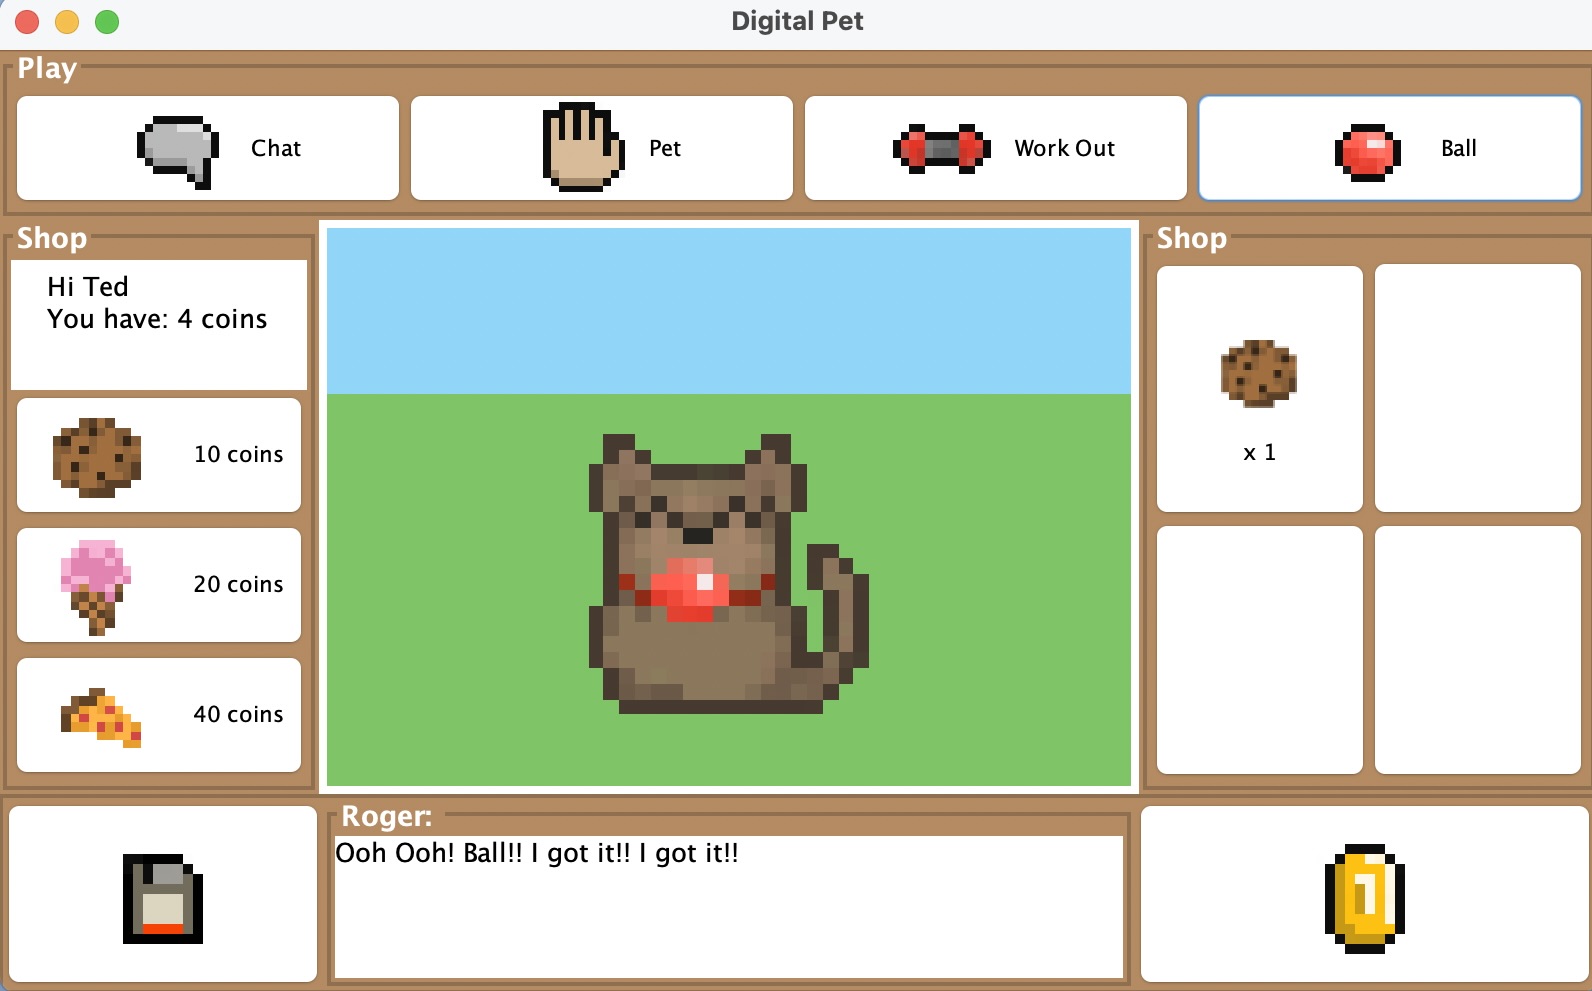 Digital Pet
Play
Chat
Pet
Work Out
Ball
Shop
Hi Ted
You have: 4 coins
10 coins
20 coins
40 coins
Shop
x 1
Roger:
Ooh Ooh! Ball!! I got it!! I got it!!
1